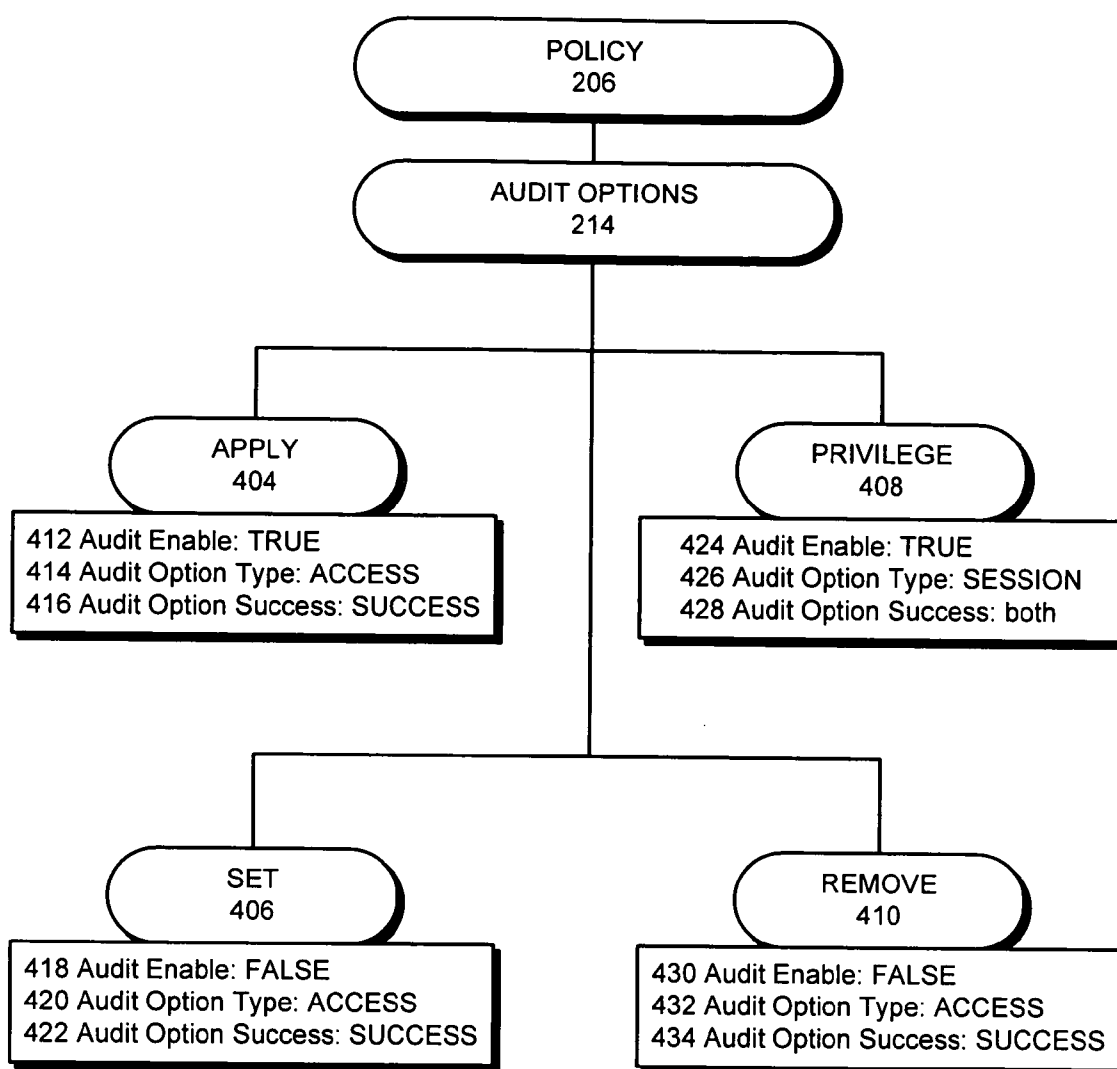 POLICY
206
AUDIT OPTIONS
214
APPLY
404
412 Audit Enable: TRUE
414 Audit Option Type: ACCESS
416 Audit Option Success: SUCCESS
PRIVILEGE
408
424 Audit Enable: TRUE
426 Audit Option Type: SESSION
428 Audit Option Success: both
SET
406
418 Audit Enable: FALSE
420 Audit Option Type: ACCESS
422 Audit Option Success: SUCCESS
REMOVE
410
430 Audit Enable: FALSE
432 Audit Option Type: ACCESS
434 Audit Option Success: SUCCESS